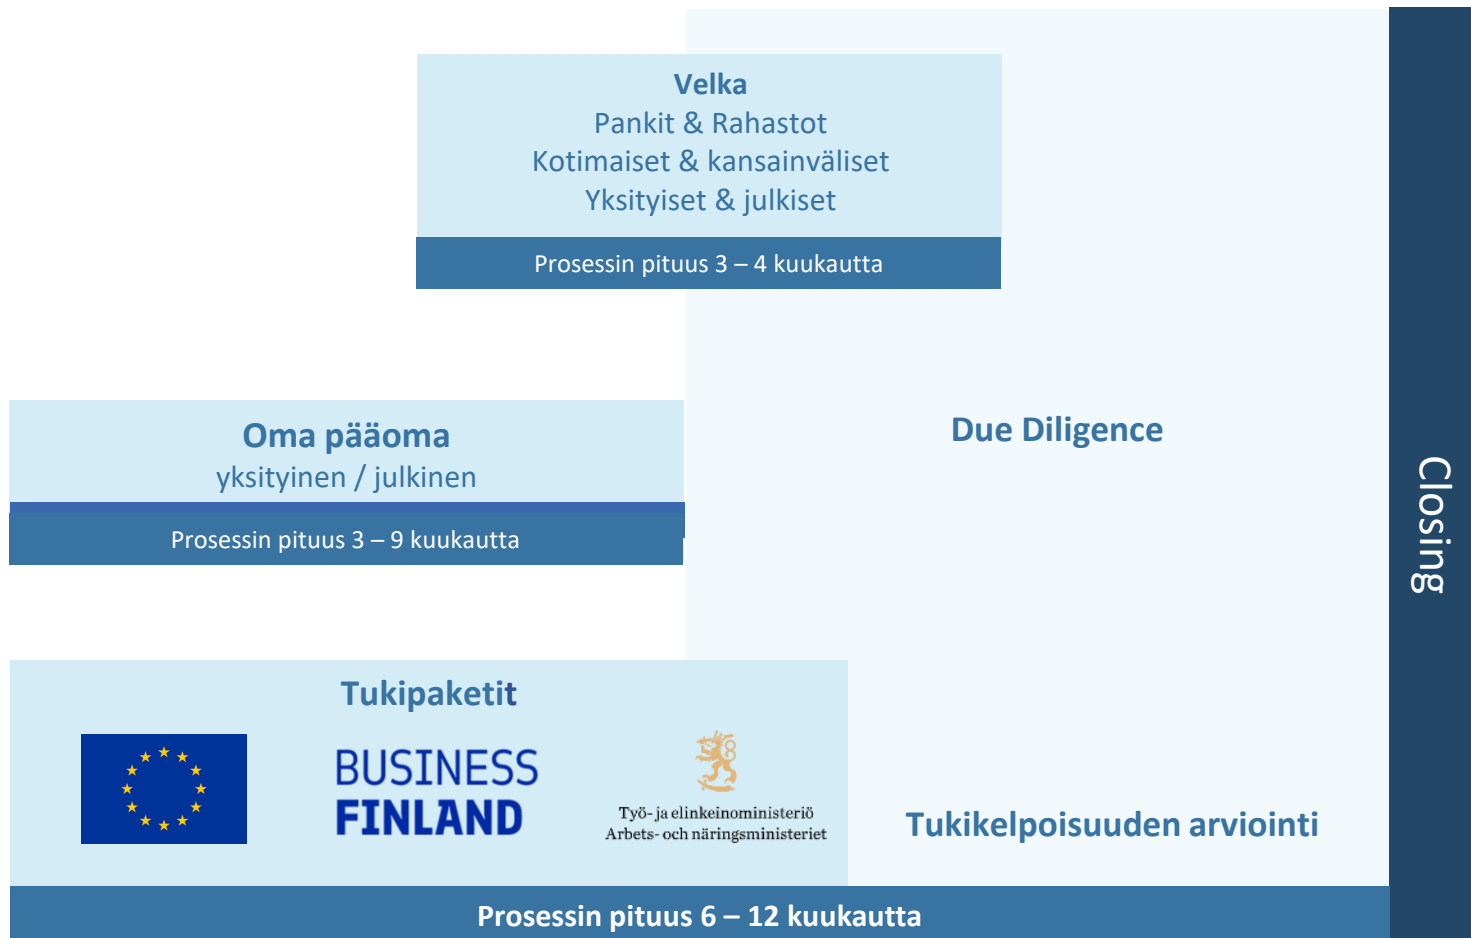 Velka
Pankit & Rahastot
Kotimaiset & kansainväliset
Yksityiset & julkiset
Prosessin pituus 3 – 4 kuukautta
Oma pääoma
yksityinen / julkinen
Prosessin pituus 3 – 9 kuukautta
Due Diligence
Closing
Tukipaketit
BUSINESS
FINLAND
Työ- ja elinkeinoministeriö
Arbets- och näringsministeriet
Tukikelpoisuuden arviointi
Prosessin pituus 6 – 12 kuukautta